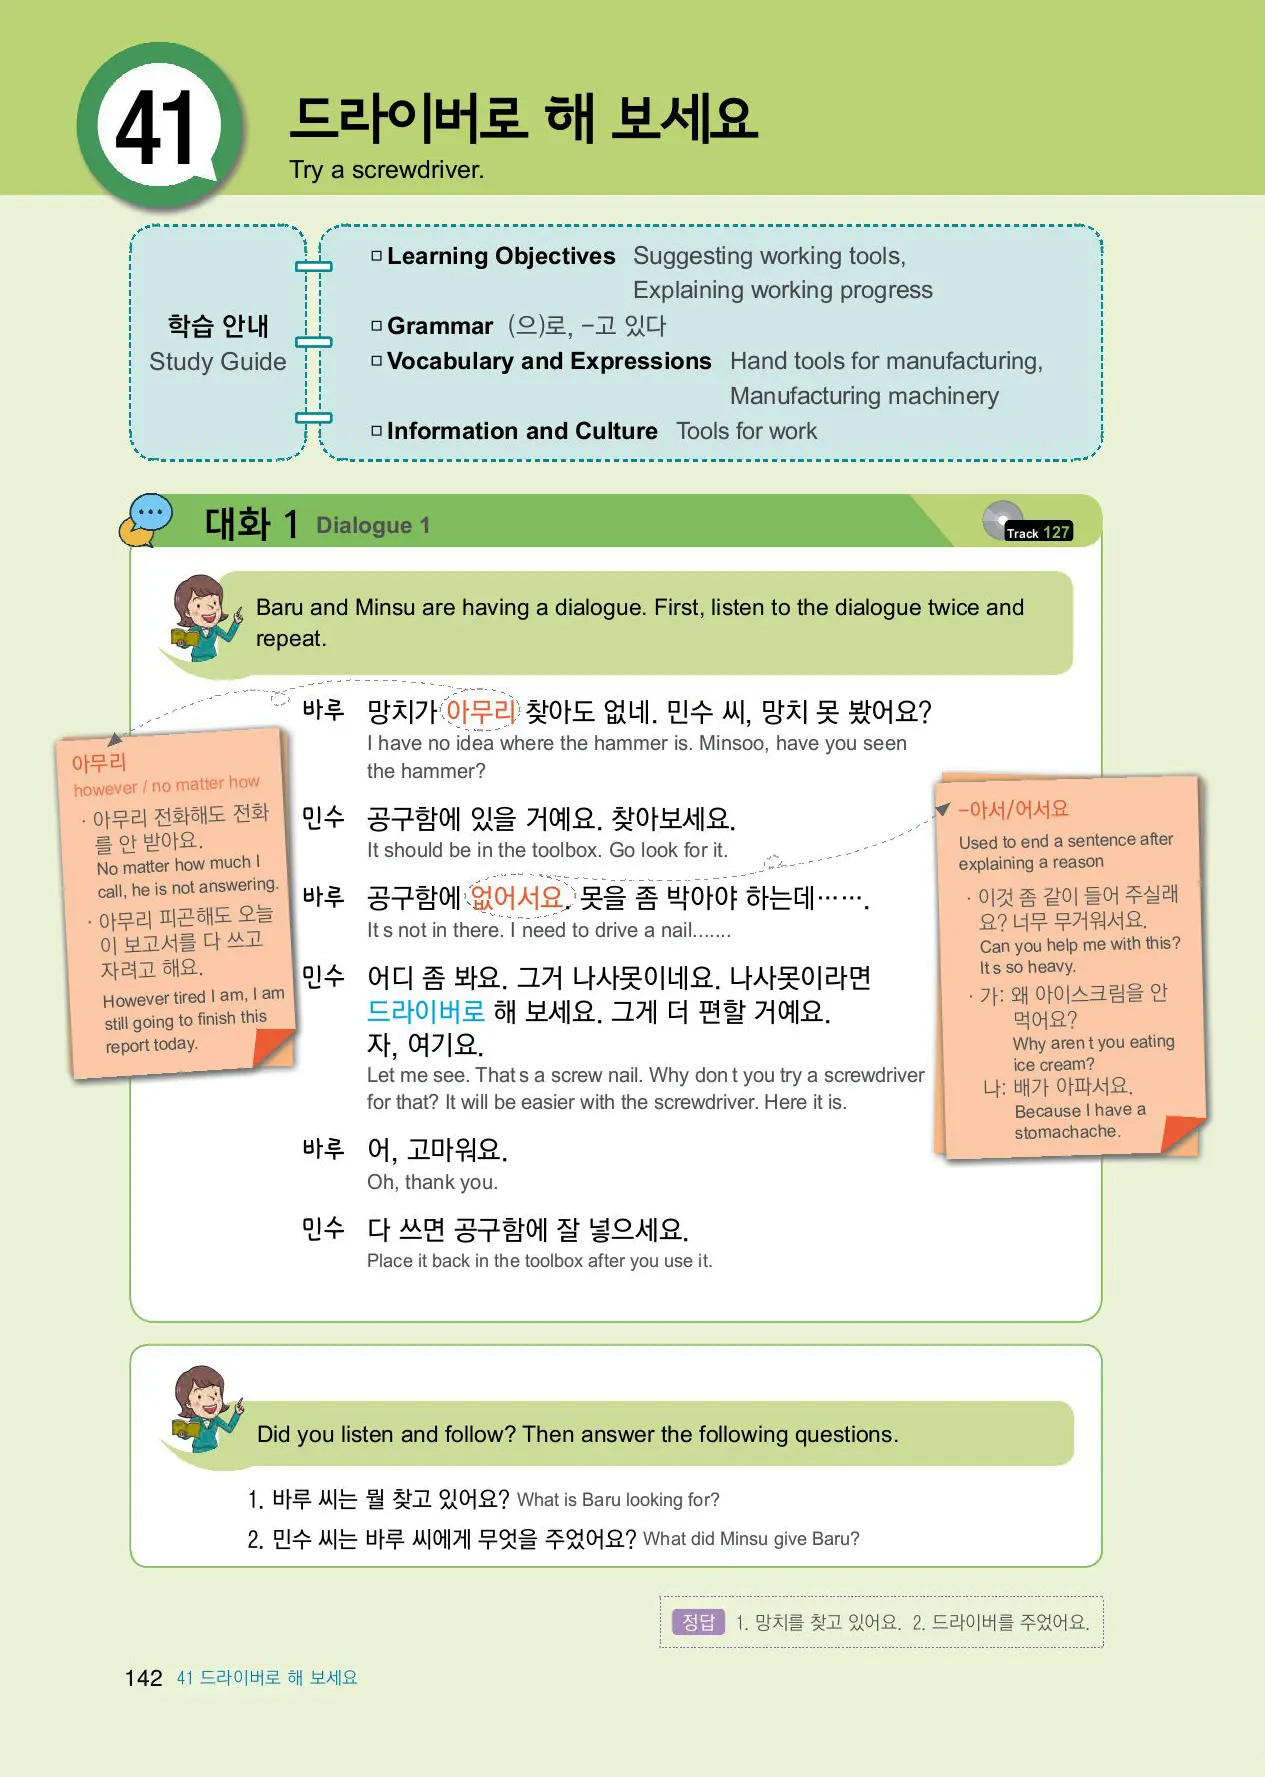 41
드라이버로 해 보세요
Try a screwdriver.
학습 안내
Study Guide
Learning Objectives Suggesting working tools,
Explaining working progress
Grammar (으)로, -고 있다
Vocabulary and Expressions Hand tools for manufacturing,
Manufacturing machinery
Information and Culture Tools for work
대화 1 Dialogue 1
Track 127
Baru and Minsu are having a dialogue. First, listen to the dialogue twice and
repeat.
바루 망치가 아무리 찾아도 없네. 민수 씨, 망치 못 봤어요?
I have no idea where the hammer is. Minsoo, have you seen
the hammer?
민수 공구함에 있을 거예요. 찾아보세요.
It should be in the toolbox. Go look for it.
바루 공구함에 없어서요. 못을 좀 박아야 하는데…….
It s not in there. I need to drive a nail.......
민수 어디 좀 봐요. 그거 나사못이네요. 나사못이라면
드라이버로 해 보세요. 그게 더 편할 거예요.
자, 여기요.
Let me see. That s a screw nail. Why don t you try a screwdriver
for that? It will be easier with the screwdriver. Here it is.
바루 어, 고마워요.
Oh, thank you.
민수 다 쓰면 공구함에 잘 넣으세요.
Place it back in the toolbox after you use it.
아무리
however / no matter how
· 아무리 전화해도 전화
를 안 받아요.
No matter how much I
call, he is not answering.
· 아무리 피곤해도 오늘
이 보고서를 다 쓰고
자려고 해요.
However tired I am, I am
still going to finish this
report today.
-아서/어서요
Used to end a sentence after
explaining a reason
· 이것 좀 같이 들어 주실래
요? 너무 무거워서요.
Can you help me with this?
It s so heavy.
· 가: 왜 아이스크림을 안
먹어요?
Why aren t you eating
ice cream?
나: 배가 아파서요.
Because I have a
stomachache.
Did you listen and follow? Then answer the following questions.
1. 바루 씨는 뭘 찾고 있어요? What is Baru looking for?
2. 민수 씨는 바루 씨에게 무엇을 주었어요? What did Minsu give Baru?
정답 1. 망치를 찾고 있어요. 2. 드라이버를 주었어요.
142 41 드라이버로 해 보세요